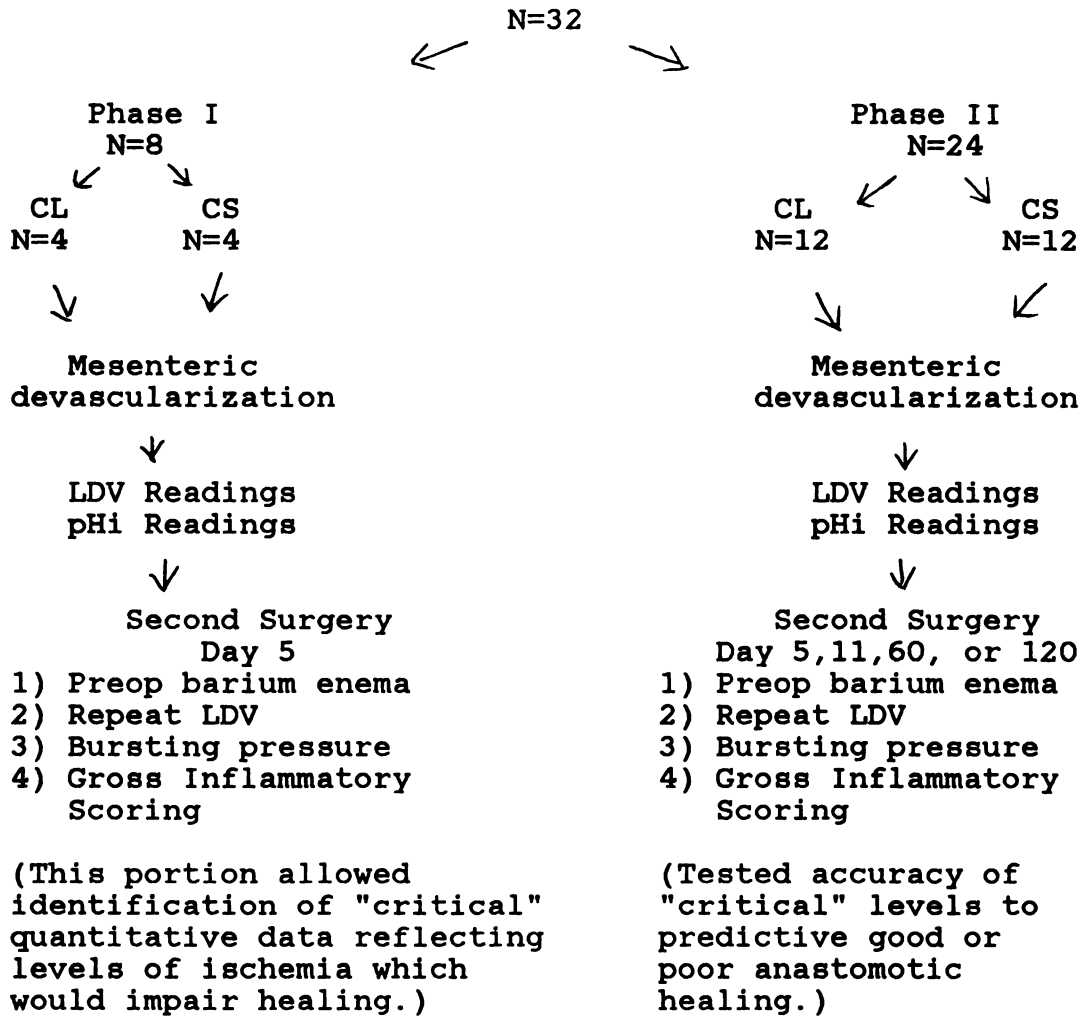 N=32
Phase I
N=8
CL CS
N=4 N=4
Mesenteric
devascularization
LDV Readings
pHi Readings
Second Surgery
Day 5
1) Preop barium enema
2) Repeat LDV
3) Bursting pressure
4) Gross Inflammatory
Scoring
(This portion allowed
identification of "critical"
quantitative data reflecting
levels of ischemia which
would impair healing.)
Phase II
N=24
CL CS
N=12 N=12
Mesenteric
devascularization
LDV Readings
pHi Readings
Second Surgery
Day 5,11,60, or 120
1) Preop barium enema
2) Repeat LDV
3) Bursting pressure
4) Gross Inflammatory
Scoring
(Tested accuracy of
"critical" levels to
predictive good or
poor anastomotic
healing.)